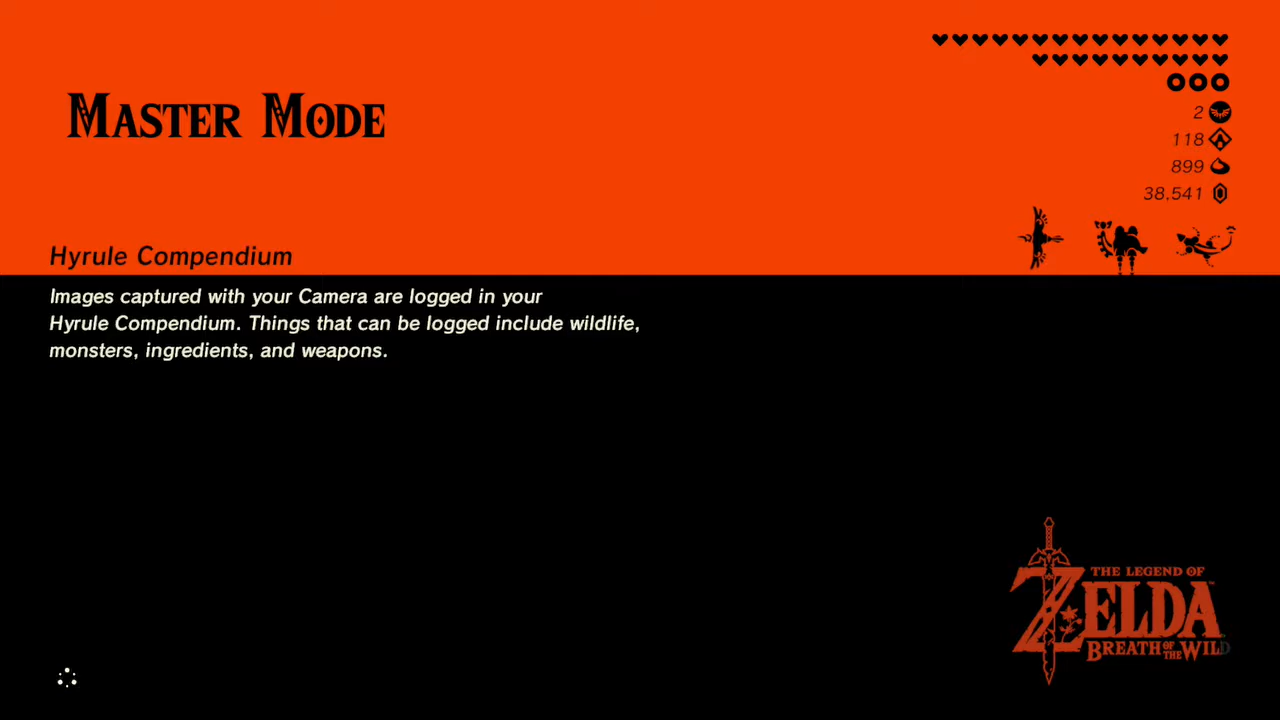 Master Mode
2
118
899
38,541
Hyrule Compendium
Images captured with your Camera are logged in your
Hyrule Compendium. Things that can be logged include wildlife,
monsters, ingredients, and weapons.
THE LEGEND OF
ZELDA
BREATH OF THE WILD